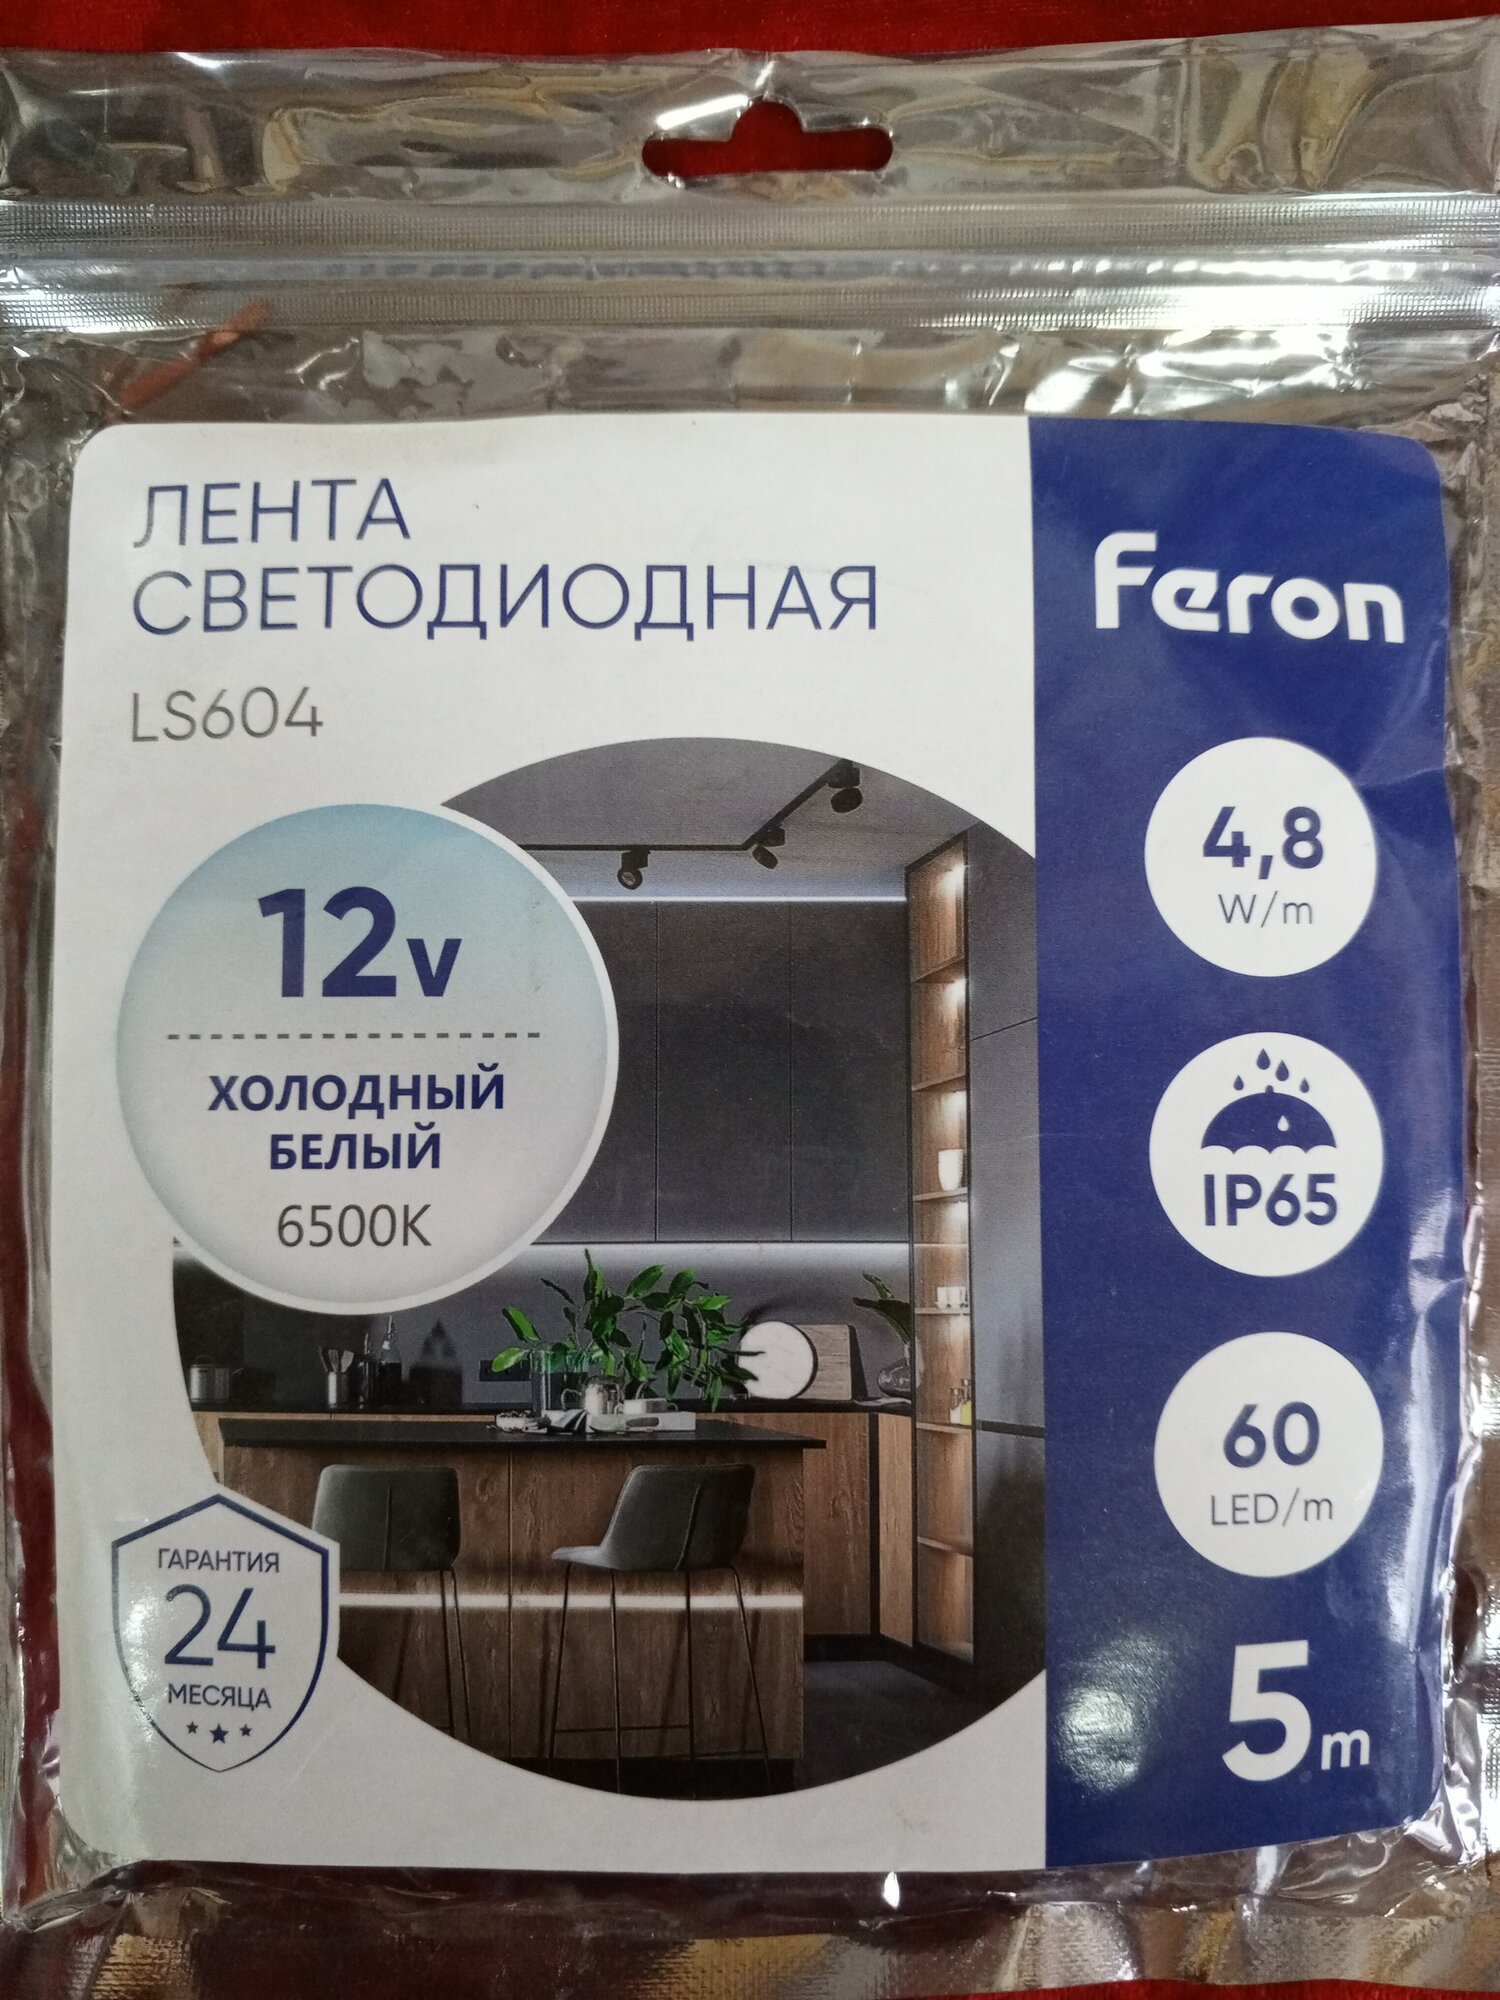 ЛЕНТА
СВЕТОДИОДНАЯ
LS604
12v
ХОЛОДНЫЙ
БЕЛЫЙ
6500K
ГАРАНТИЯ
24
МЕСЯЦА
Feron
4,8
W/m
IP65
60
LED/m
5m